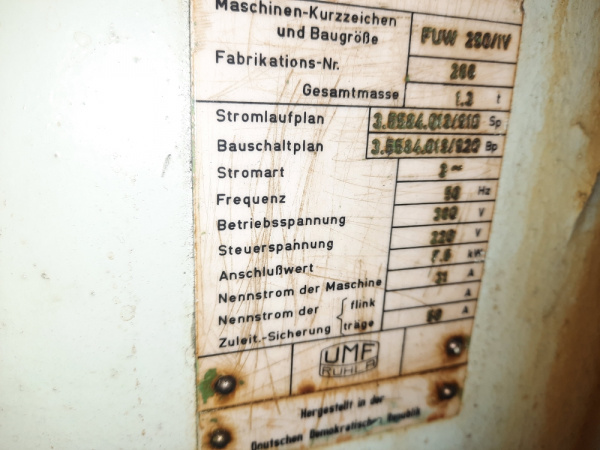 Maschinen-Kurzzeichen
und Baugröße FUW 250/IV
Fabrikations-Nr.
Gesamtmasse t
Stromlaufplan Sp
Bauschaltplan Bp
Stromart
Frequenz 50 Hz
Betriebsspannung V
Steuerspannung 220 V
Anschlußwert kW
Nennstrom der Maschine A
Nennstrom der flink A
Zuleit.-Sicherung träge A
UMF
RUHLA
Hergestellt in der
Deutschen Demokratischen Republik